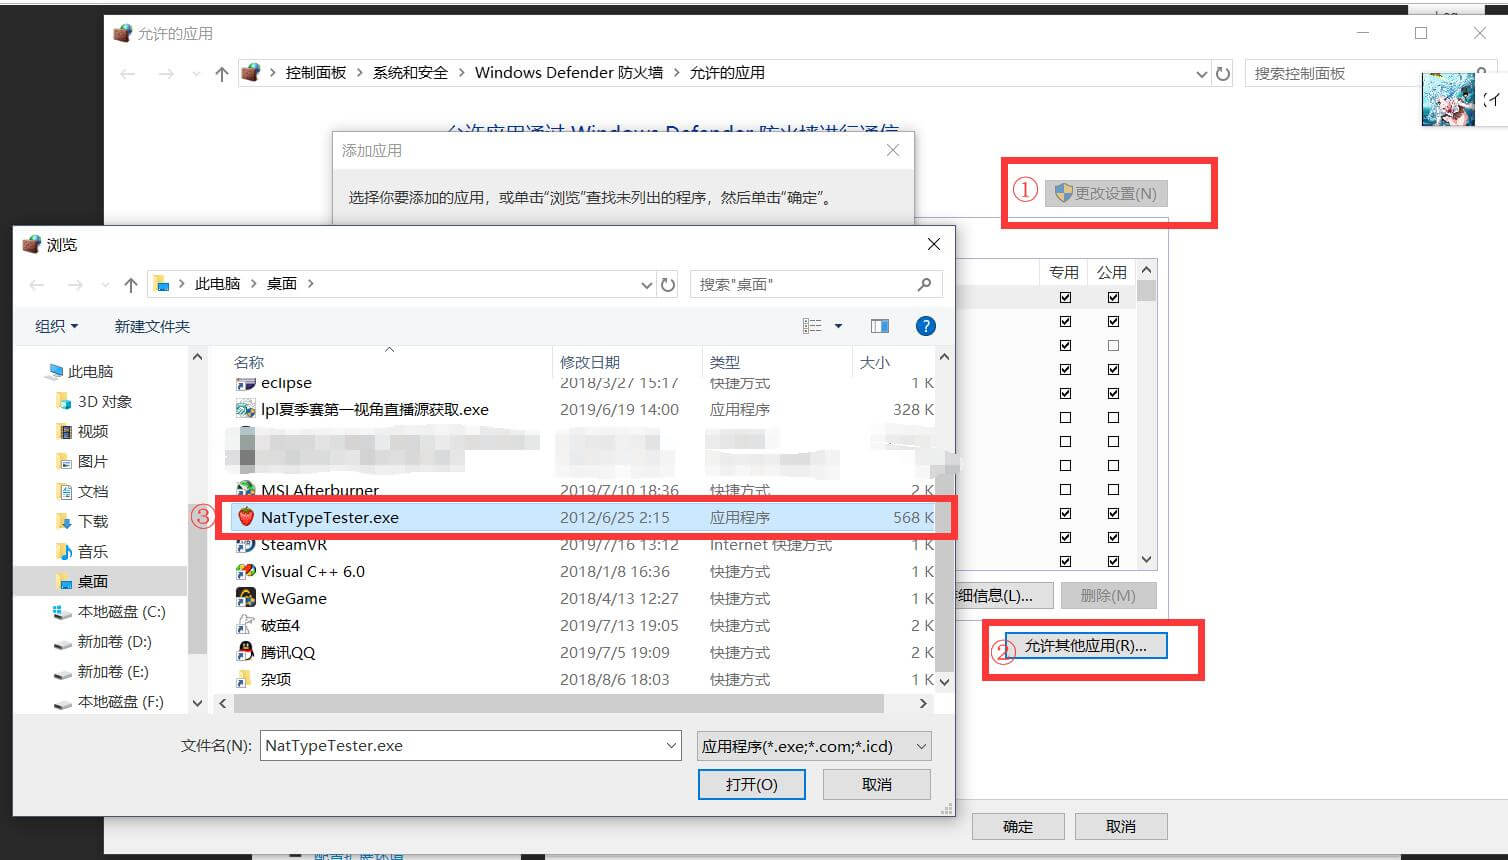 允许的应用
控制面板 > 系统和安全 > Windows Defender 防火墙 > 允许的应用
搜索控制面板
(イ
允许应用通过 Windows Defender 防火墙进行通信
添加应用
选择你要添加的应用，或单击“浏览”查找未列出的程序，然后单击“确定”。
① 更改设置(N)
专用 公用
浏览
此电脑 > 桌面 >
搜索"桌面"
组织 新建文件夹
名称 修改日期 类型 大小
此电脑
3D 对象
视频
图片
文档
下载
音乐
桌面
本地磁盘 (C:)
新加卷 (D:)
新加卷 (E:)
本地磁盘 (F:)
eclipse 2018/3/27 15:17 快捷方式 1 K
lpl夏季赛第一视角直播源获取.exe 2019/6/19 14:00 应用程序 328 K
MSI Afterburner 2019/7/10 18:36 快捷方式 2 K
③ NatTypeTester.exe 2012/6/25 2:15 应用程序 568 K
SteamVR 2019/7/16 13:12 Internet 快捷方式 1 K
Visual C++ 6.0 2018/1/8 16:36 快捷方式 1 K
WeGame 2018/4/13 12:27 快捷方式 1 K
破茧4 2019/7/13 19:05 快捷方式 2 K
腾讯QQ 2019/7/5 19:09 快捷方式 2 K
杂项 2018/8/6 18:03 快捷方式 1 K
细信息(L)... 删除(M)
② 允许其他应用(R)...
文件名(N): NatTypeTester.exe 应用程序(*.exe;*.com;*.icd)
打开(O) 取消
确定 取消